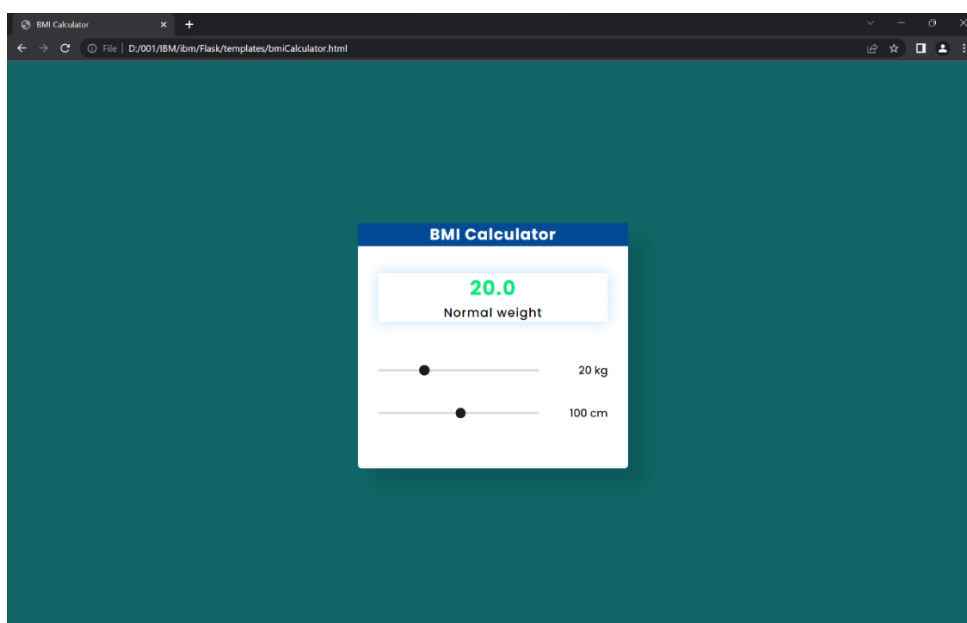 BMI Calculator
File | D:/001/IBM/ibm/Flask/templates/bmiCalculator.html
BMI Calculator
20.0
Normal weight
20 kg
100 cm